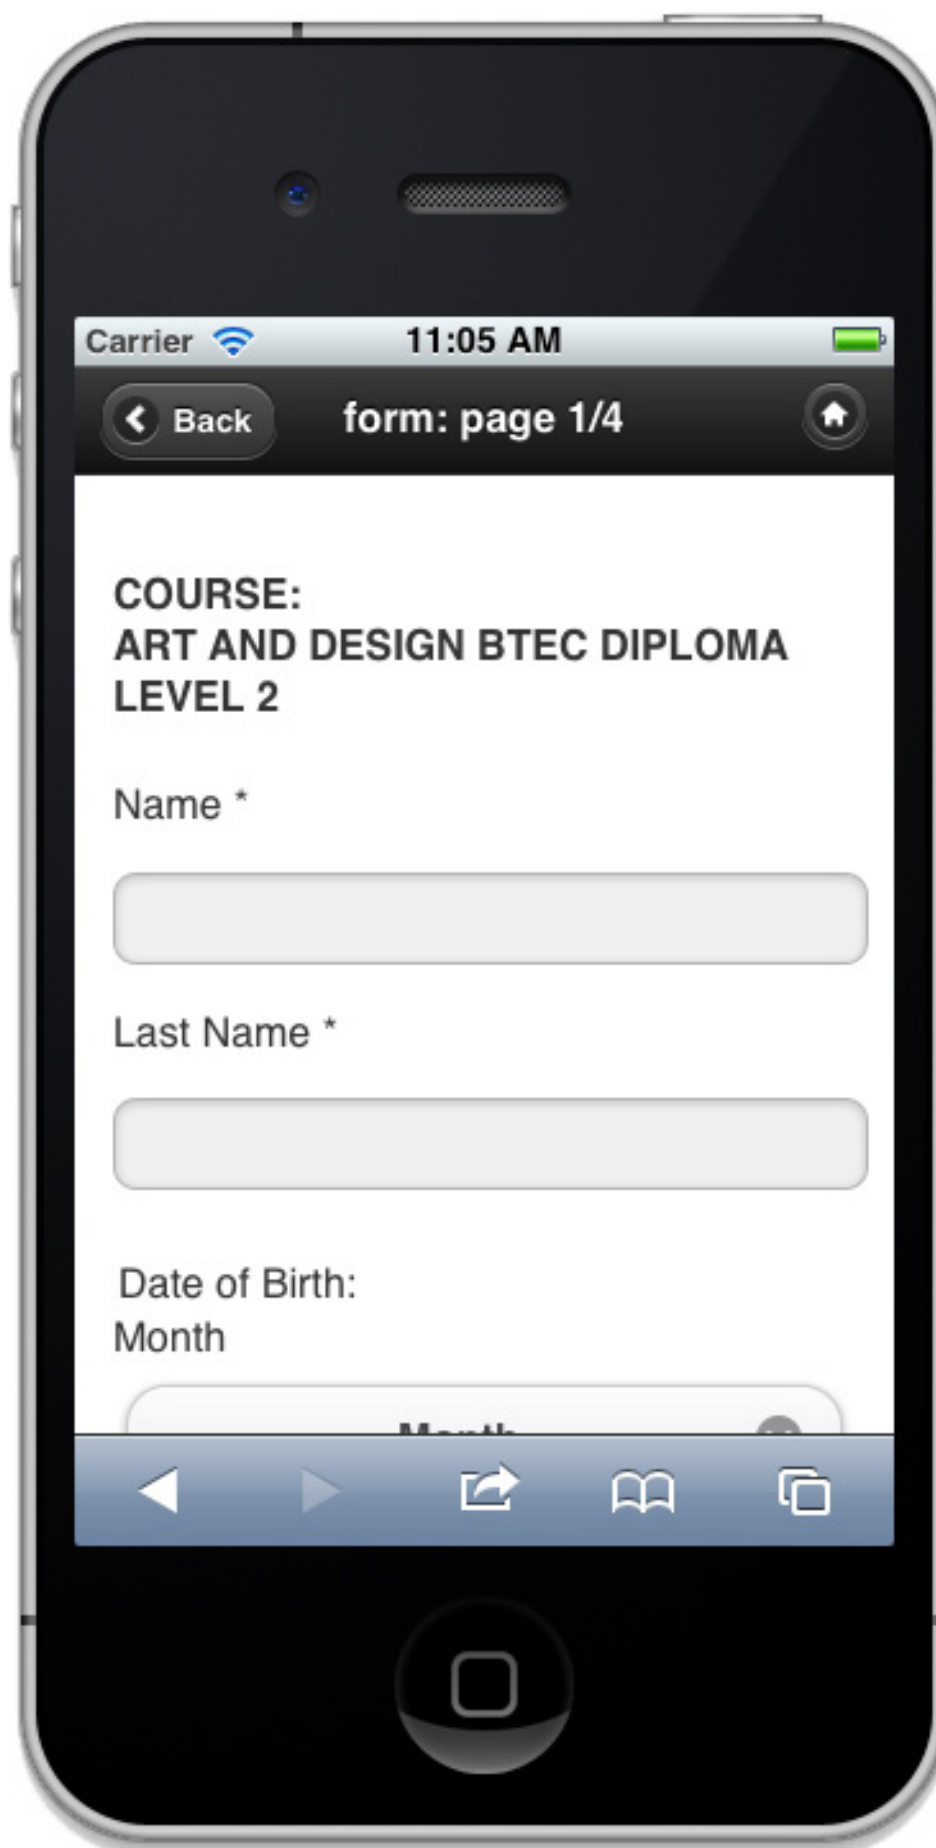 Carrier 11:05 AM
Back form: page 1/4
COURSE:
ART AND DESIGN BTEC DIPLOMA
LEVEL 2
Name *
Last Name *
Date of Birth:
Month
Month